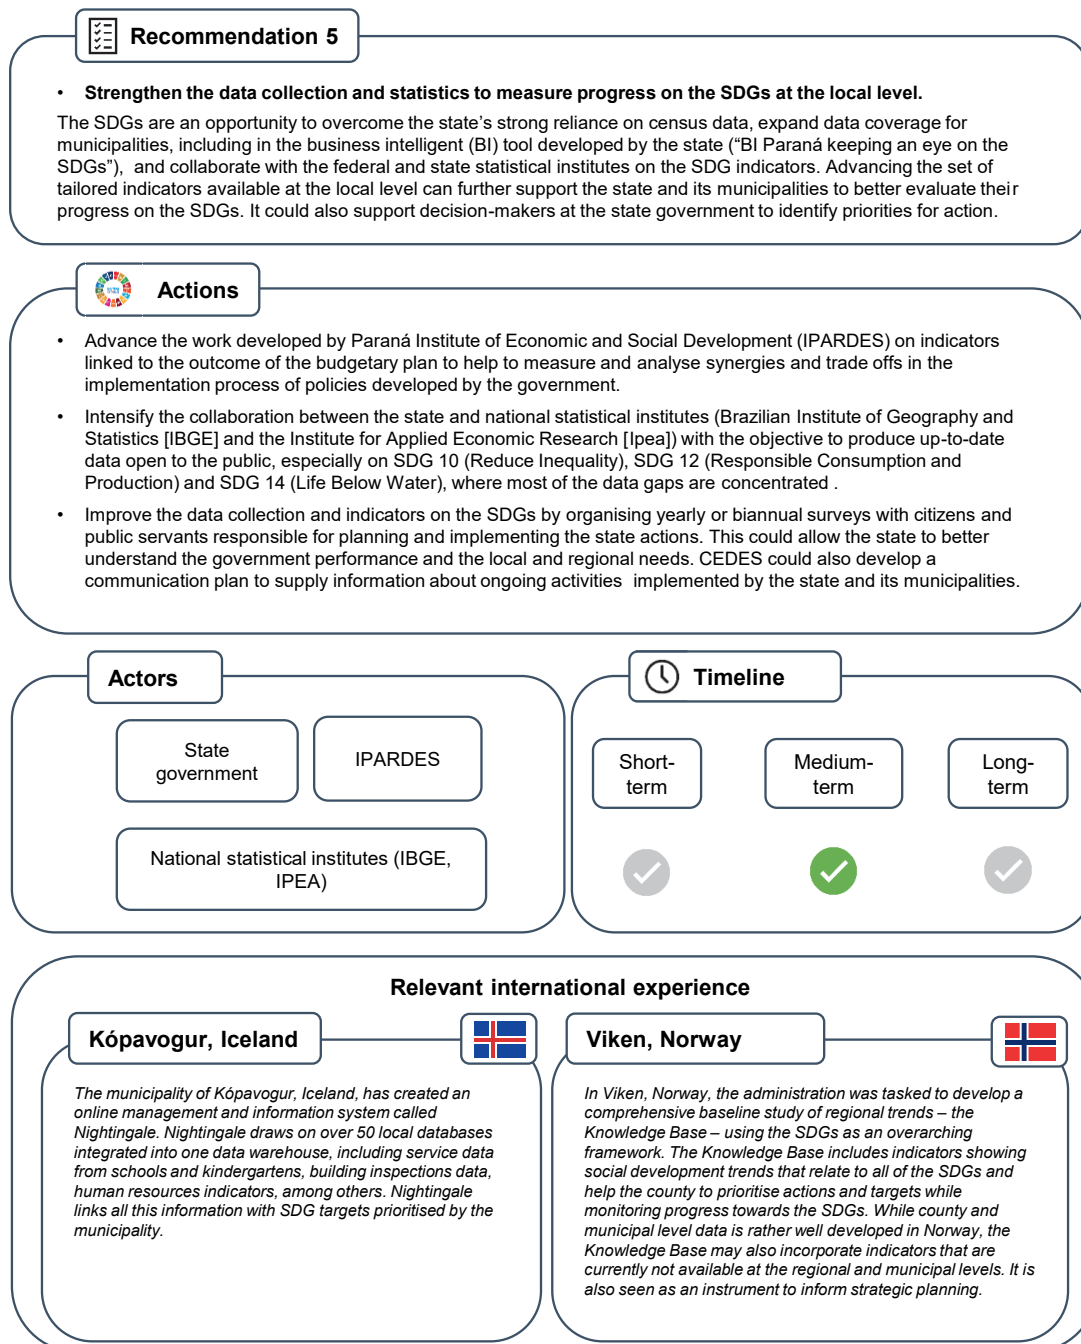 Recommendation 5
• Strengthen the data collection and statistics to measure progress on the SDGs at the local level.
The SDGs are an opportunity to overcome the state's strong reliance on census data, expand data coverage for
municipalities, including in the business intelligent (BI) tool developed by the state ("BI Paraná keeping an eye on the
SDGs"), and collaborate with the federal and state statistical institutes on the SDG indicators. Advancing the set of
tailored indicators available at the local level can further support the state and its municipalities to better evaluate their
progress on the SDGs. It could also support decision-makers at the state government to identify priorities for action.
Actions
• Advance the work developed by Paraná Institute of Economic and Social Development (IPARDES) on indicators
linked to the outcome of the budgetary plan to help to measure and analyse synergies and trade offs in the
implementation process of policies developed by the government.
• Intensify the collaboration between the state and national statistical institutes (Brazilian Institute of Geography and
Statistics [IBGE] and the Institute for Applied Economic Research [Ipea]) with the objective to produce up-to-date
data open to the public, especially on SDG 10 (Reduce Inequality), SDG 12 (Responsible Consumption and
Production) and SDG 14 (Life Below Water), where most of the data gaps are concentrated .
• Improve the data collection and indicators on the SDGs by organising yearly or biannual surveys with citizens and
public servants responsible for planning and implementing the state actions. This could allow the state to better
understand the government performance and the local and regional needs. CEDES could also develop a
communication plan to supply information about ongoing activities implemented by the state and its municipalities.
Actors
State
government
IPARDES
National statistical institutes (IBGE,
IPEA)
Timeline
Short-
term
Medium-
term
Long-
term
Relevant international experience
Kópavogur, Iceland
The municipality of Kópavogur, Iceland, has created an
online management and information system called
Nightingale. Nightingale draws on over 50 local databases
integrated into one data warehouse, including service data
from schools and kindergartens, building inspections data,
human resources indicators, among others. Nightingale
links all this information with SDG targets prioritised by the
municipality.
Viken, Norway
In Viken, Norway, the administration was tasked to develop a
comprehensive baseline study of regional trends – the
Knowledge Base – using the SDGs as an overarching
framework. The Knowledge Base includes indicators showing
social development trends that relate to all of the SDGs and
help the county to prioritise actions and targets while
monitoring progress towards the SDGs. While county and
municipal level data is rather well developed in Norway, the
Knowledge Base may also incorporate indicators that are
currently not available at the regional and municipal levels. It is
also seen as an instrument to inform strategic planning.